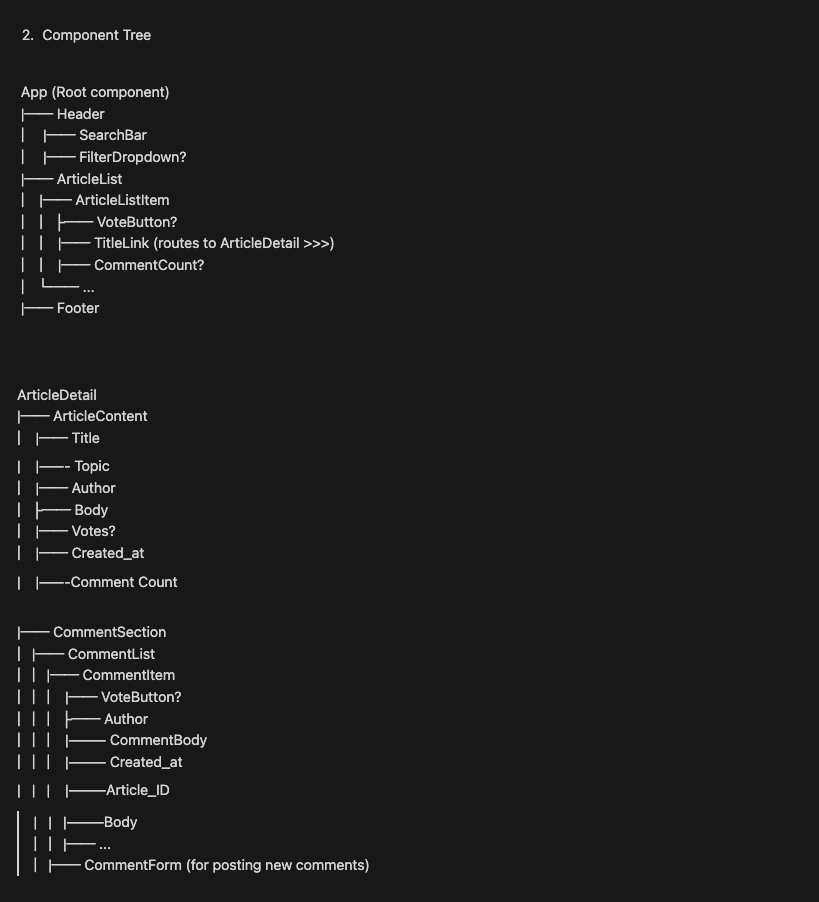 2. Component Tree
App (Root component)
├── Header
│   ├── SearchBar
│   ├── FilterDropdown?
├── ArticleList
│   ├── ArticleListItem
│   │   ├── VoteButton?
│   │   ├── TitleLink (routes to ArticleDetail >>>)
│   │   ├── CommentCount?
│   └── ...
├── Footer
ArticleDetail
├── ArticleContent
│   ├── Title
|   |——- Topic
│   ├── Author
│   ├── Body
│   ├── Votes?
│   ├── Created_at
|   |——-Comment Count
├── CommentSection
│   ├── CommentList
│   │   ├── CommentItem
│   │   │   ├── VoteButton?
│   │   │   ├── Author
│   │   │   ├── CommentBody
│   │   │   ├── Created_at
|   |   |   |——Article_ID
|   |   |——Body
│   │   ├── ...
│   ├── CommentForm (for posting new comments)